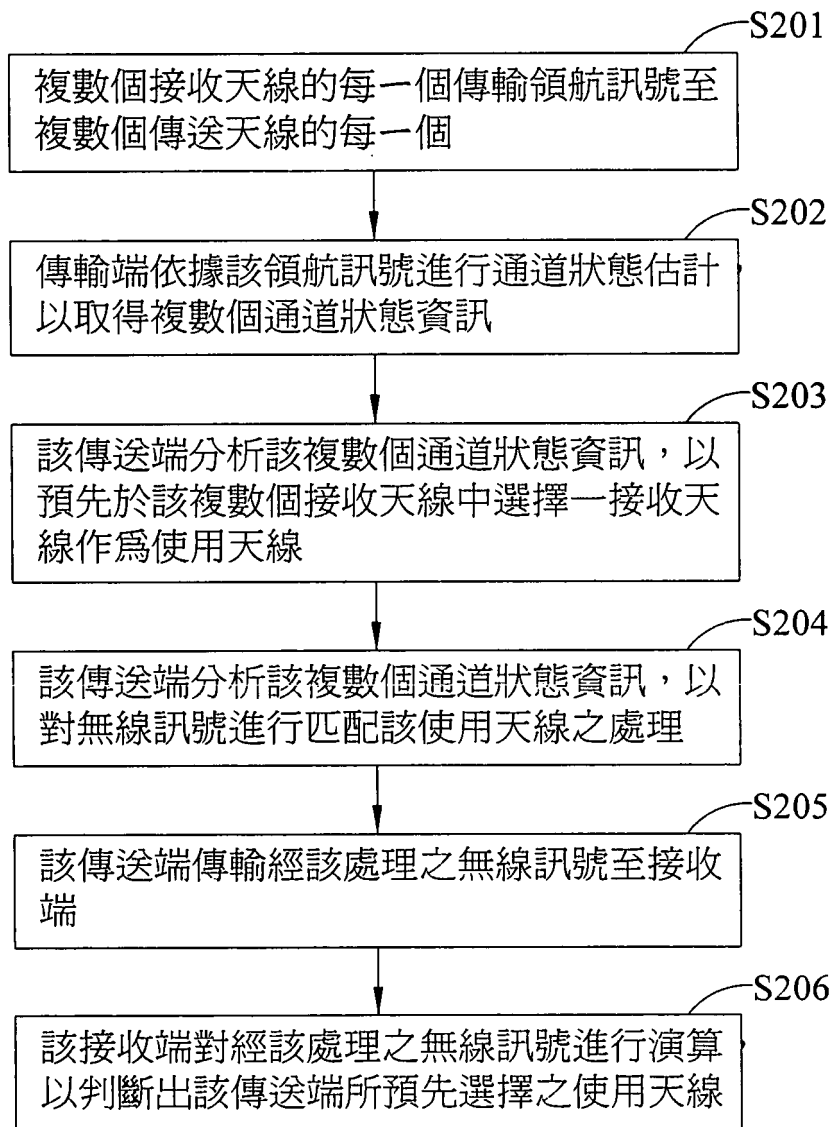 S201
複數個接收天線的每一個傳輸領航訊號至
複數個傳送天線的每一個
S202
傳輸端依據該領航訊號進行通道狀態估計
以取得複數個通道狀態資訊
S203
該傳送端分析該複數個通道狀態資訊，以
預先於該複數個接收天線中選擇一接收天
線作爲使用天線
S204
該傳送端分析該複數個通道狀態資訊，以
對無線訊號進行匹配該使用天線之處理
S205
該傳送端傳輸經該處理之無線訊號至接收
端
S206
該接收端對經該處理之無線訊號進行演算
以判斷出該傳送端所預先選擇之使用天線